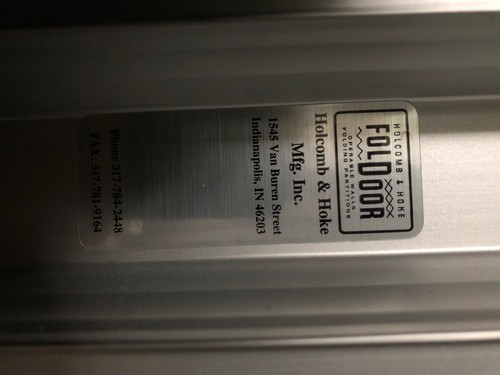 HOLCOMB & HOKE
FOLDOOR
OPERABLE WALLS
FOLDING PARTITIONS
Holcomb & Hoke
Mfg. Inc.
1545 Van Buren Street
Indianapolis, IN 46203
Phone 317-784-2448
FAX: 317-781-9164